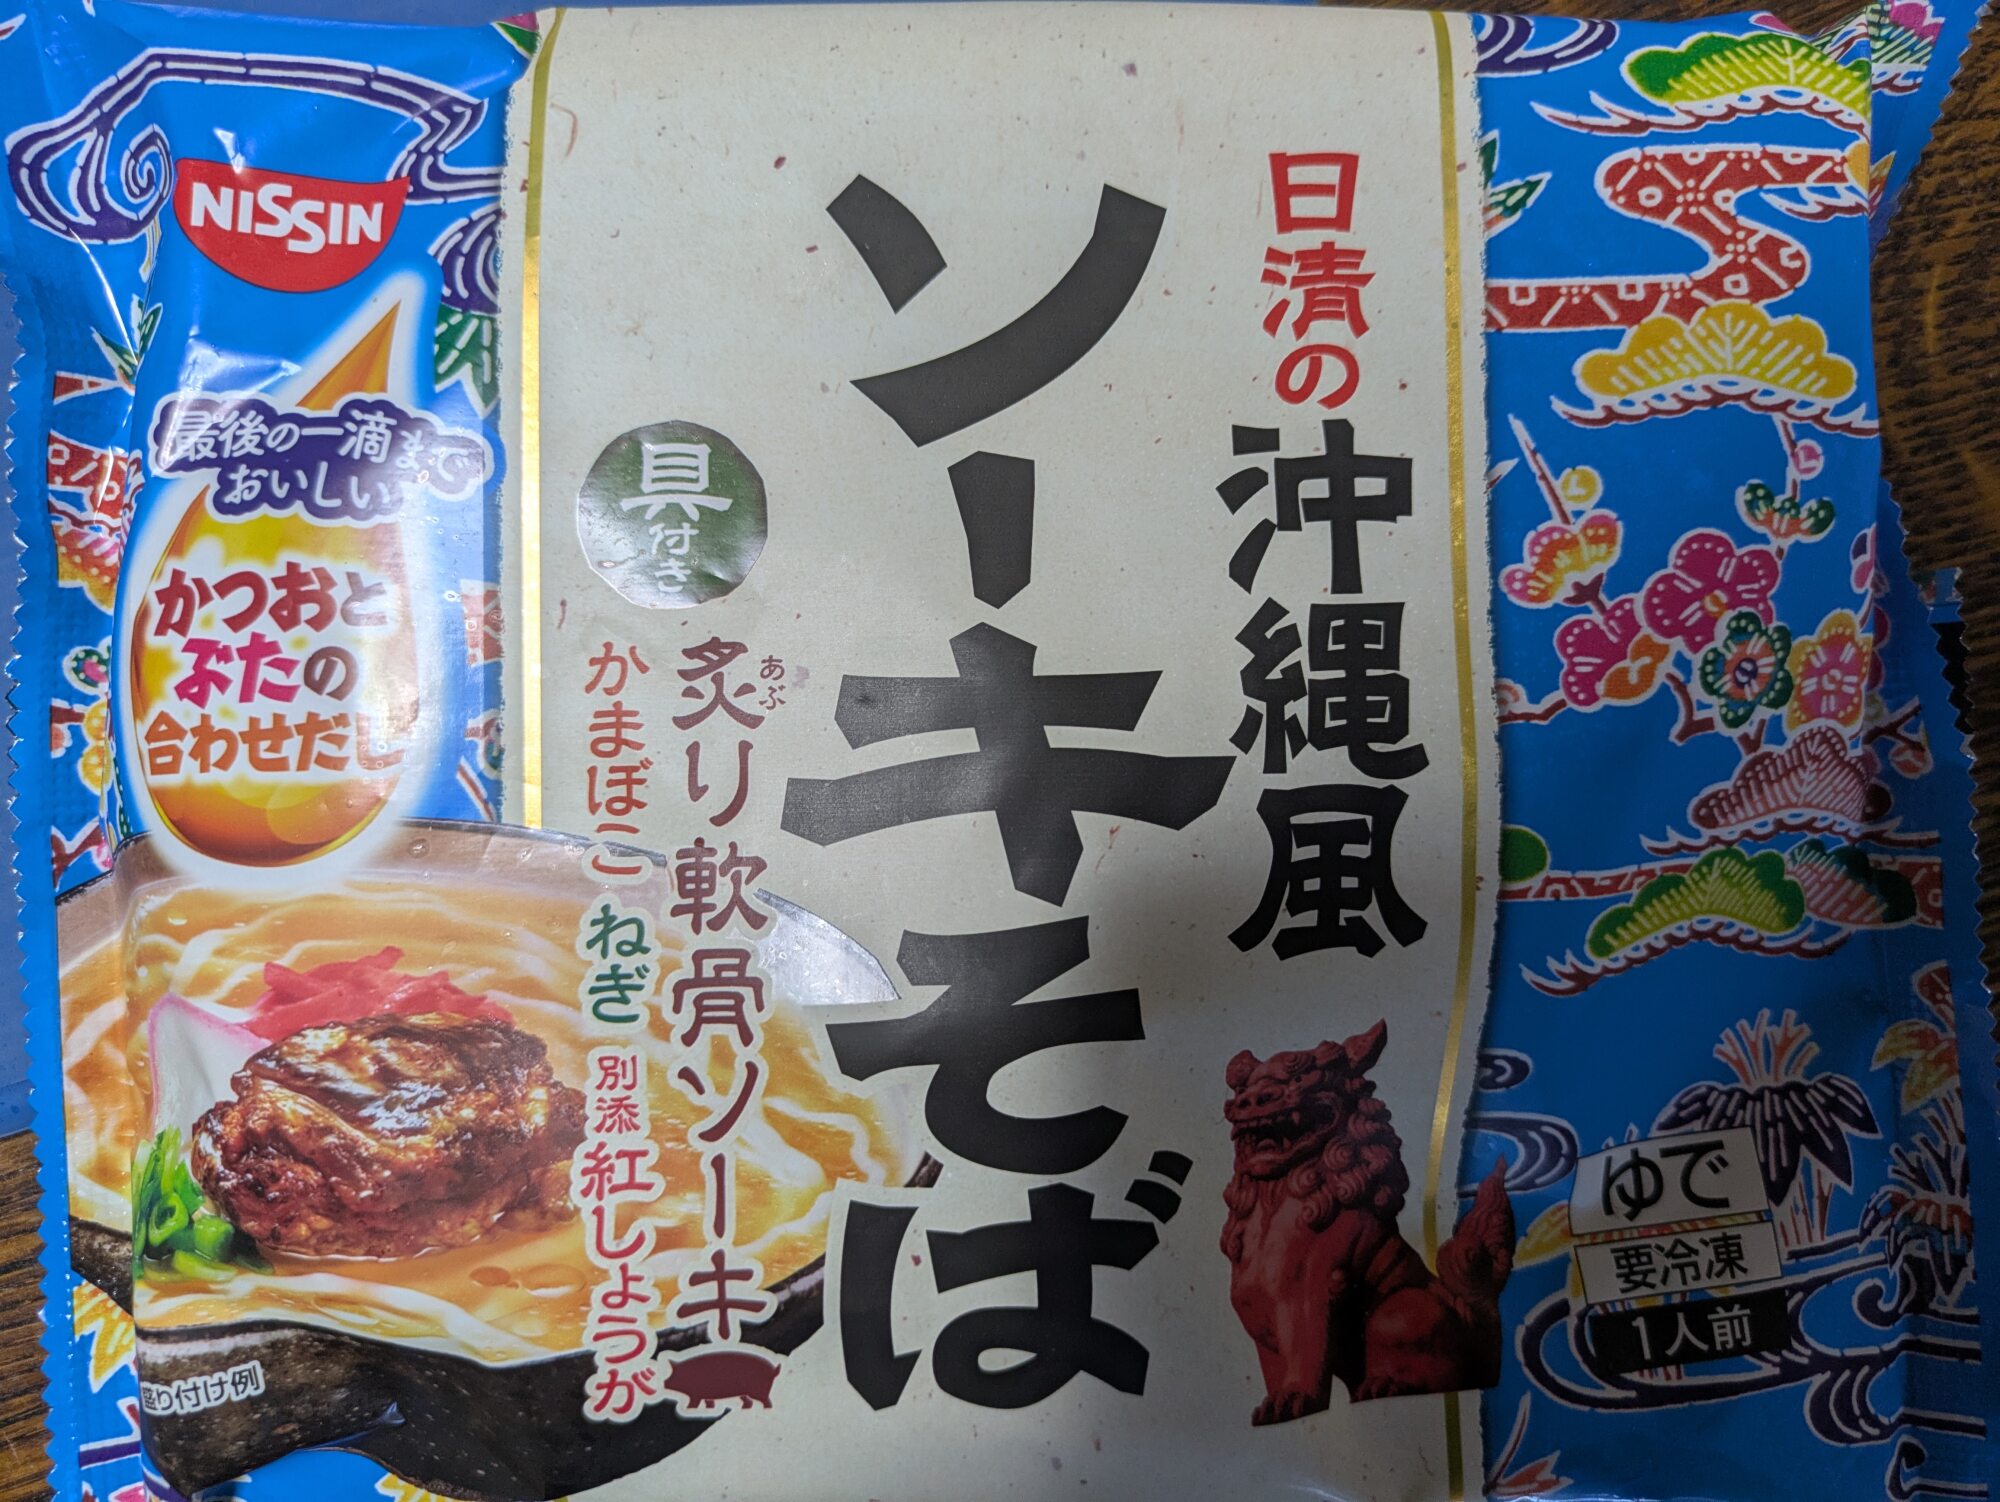 NISSIN
最後の一滴まで
おいしい
かつおと
ぶたの
合わせだし
日清の沖縄風
ソーキそば
具
付き
炙り軟骨ソーキ
あぶ
かまぼこ ねぎ 別添 紅しょうが
盛り付け例
ゆで
要冷凍
1人前